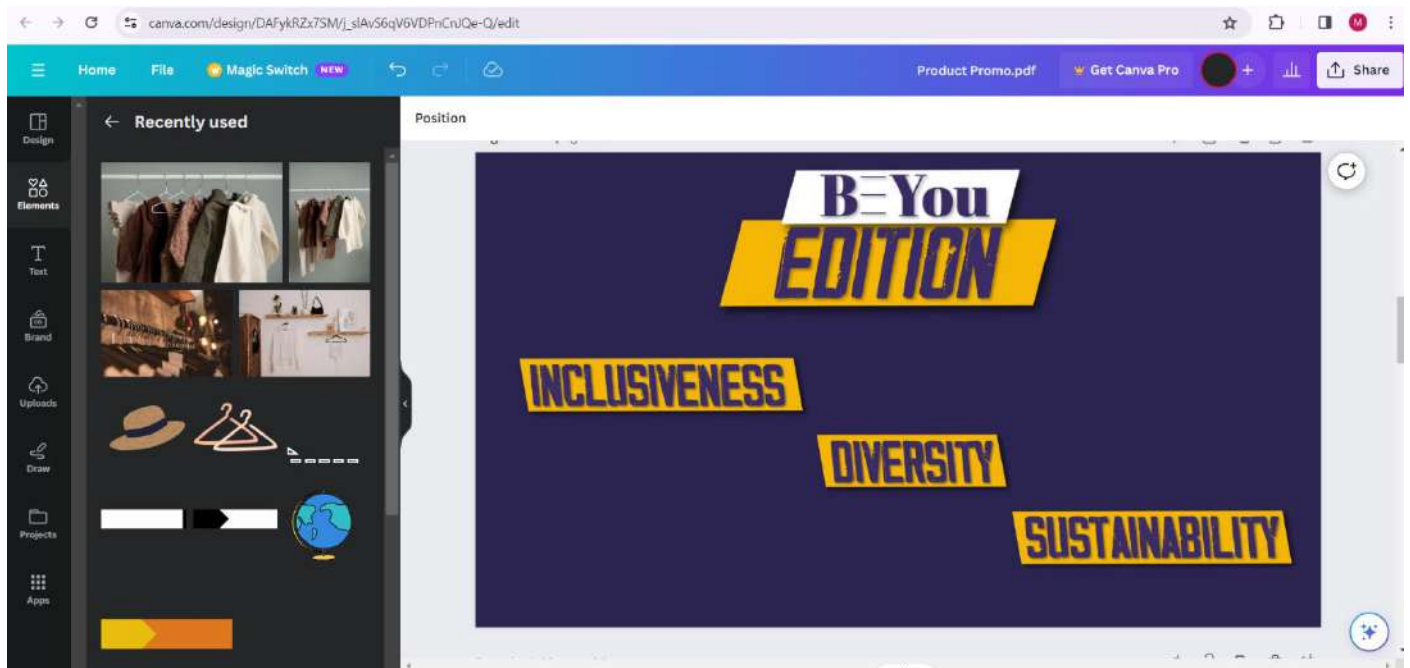 canva.com/design/DAFykRZx7SM/j_slAvS6qV6VDPnCnJQe-Q/edit
M
Home File Magic Switch NEW Product Promo.pdf Get Canva Pro + Share
Design
Elements
Text
Brand
Uploads
Draw
Projects
Apps
Recently used
Position
B=You
EDITION
INCLUSIVENESS
DIVERSITY
SUSTAINABILITY